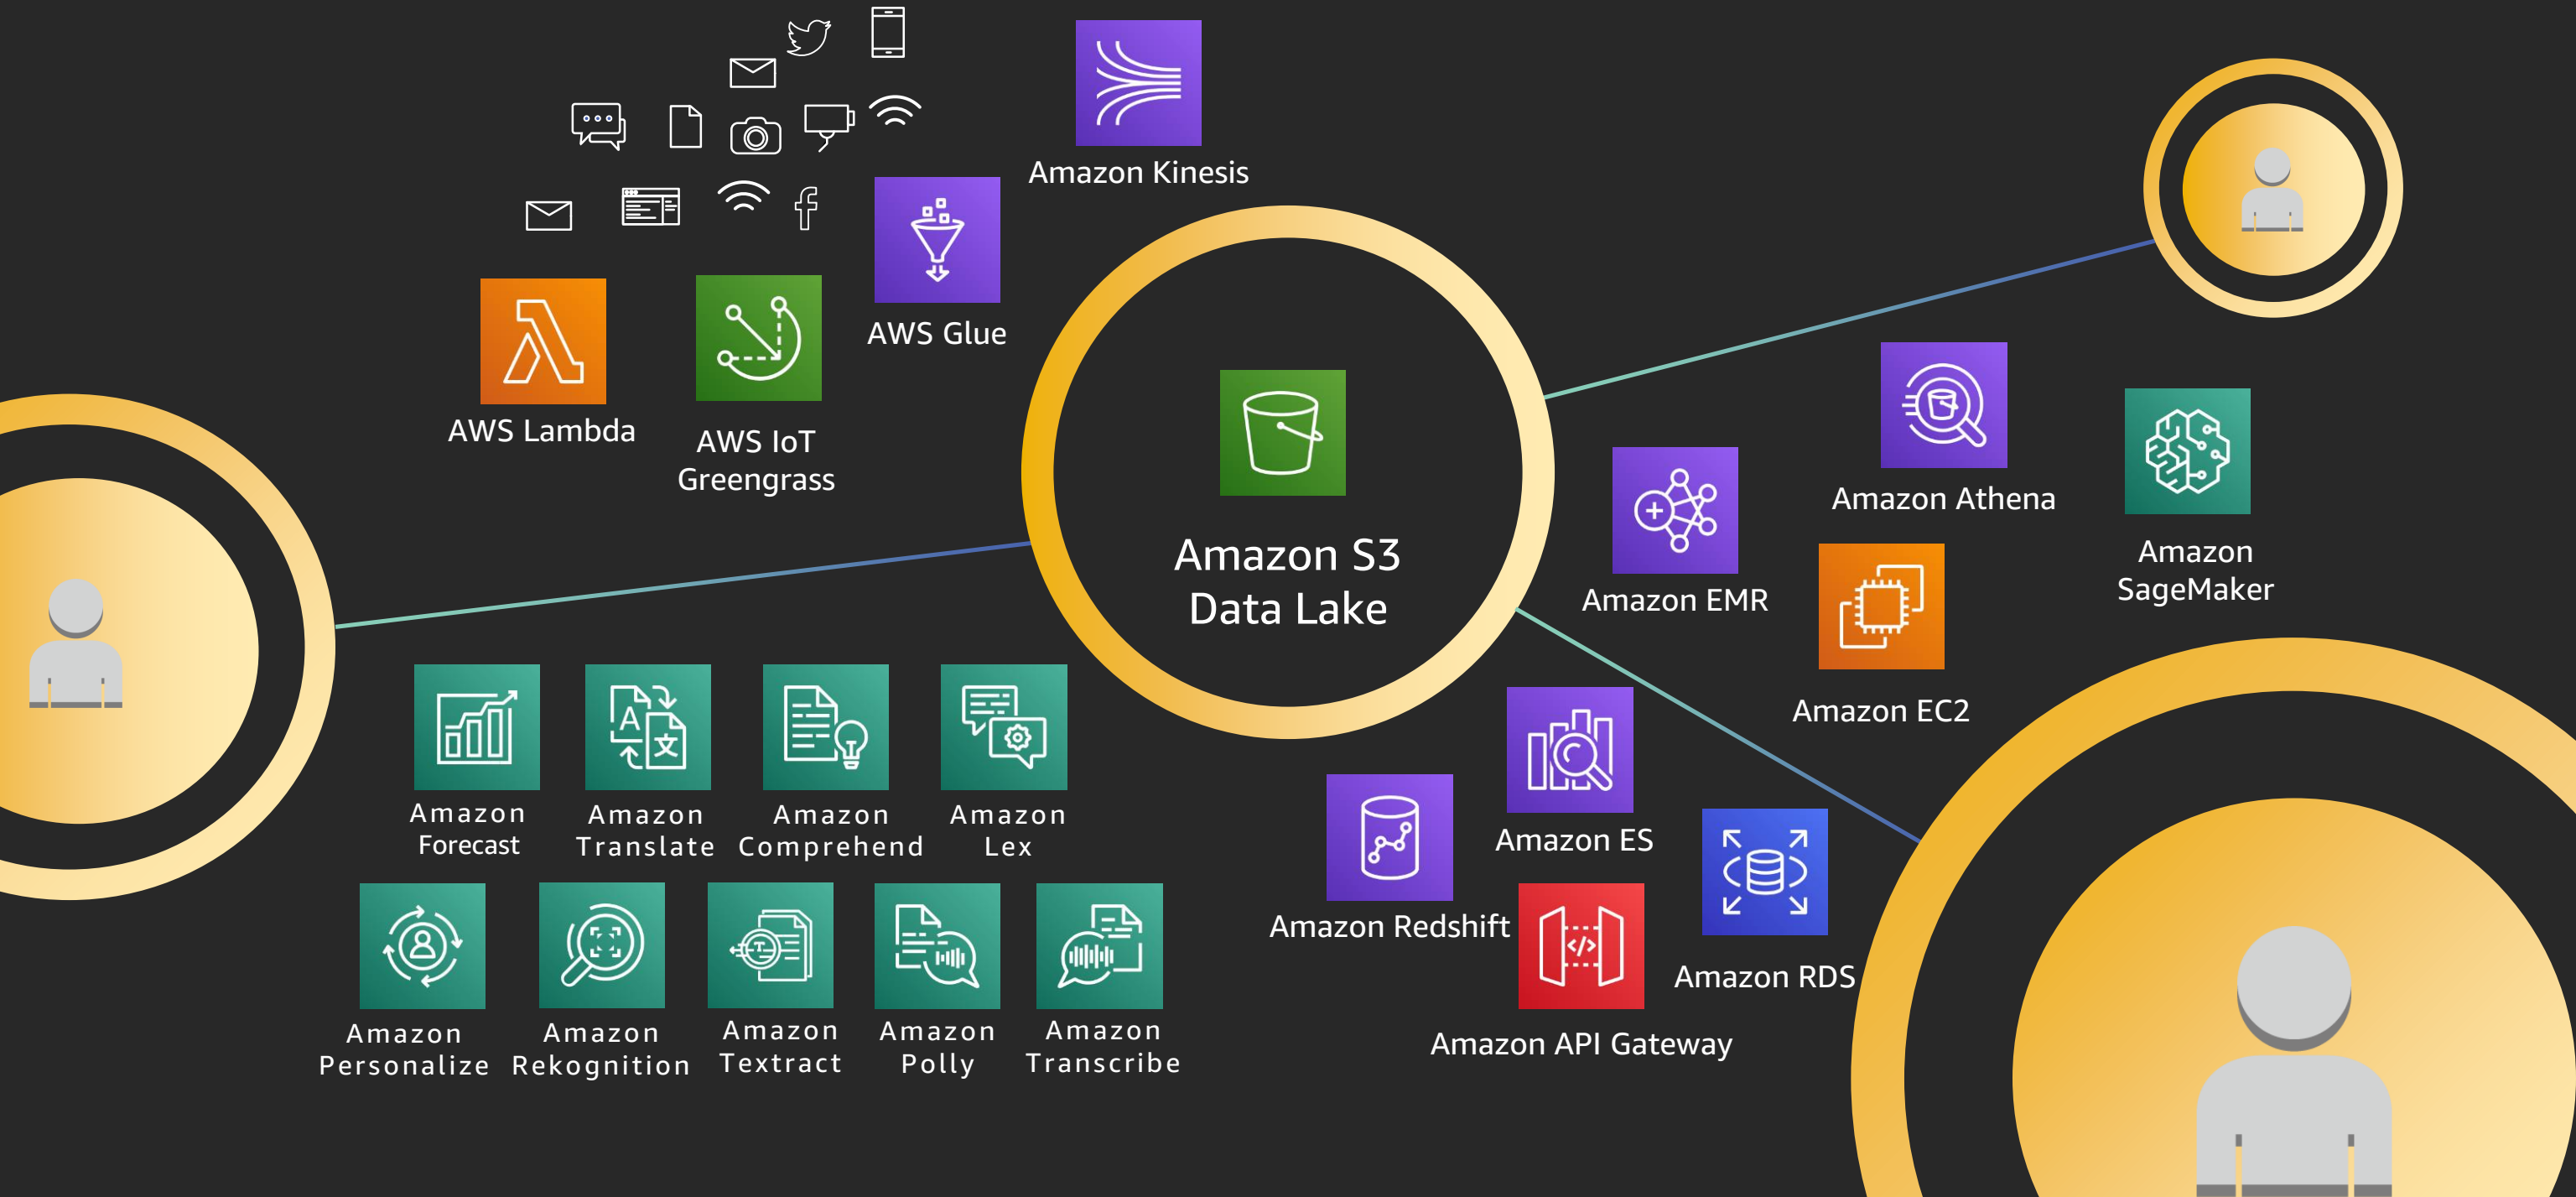 Amazon Kinesis
AWS Glue
AWS Lambda
AWS IoT
Greengrass
Amazon S3
Data Lake
Amazon Athena
Amazon
SageMaker
Amazon EMR
Amazon EC2
A
文
Amazon
Forecast
Amazon
Translate
Amazon
Comprehend
Amazon
Lex
Amazon ES
Amazon Redshift
</>
Amazon RDS
Amazon API Gateway
Amazon
Personalize
Amazon
Rekognition
T
Amazon
Textract
Amazon
Polly
Amazon
Transcribe